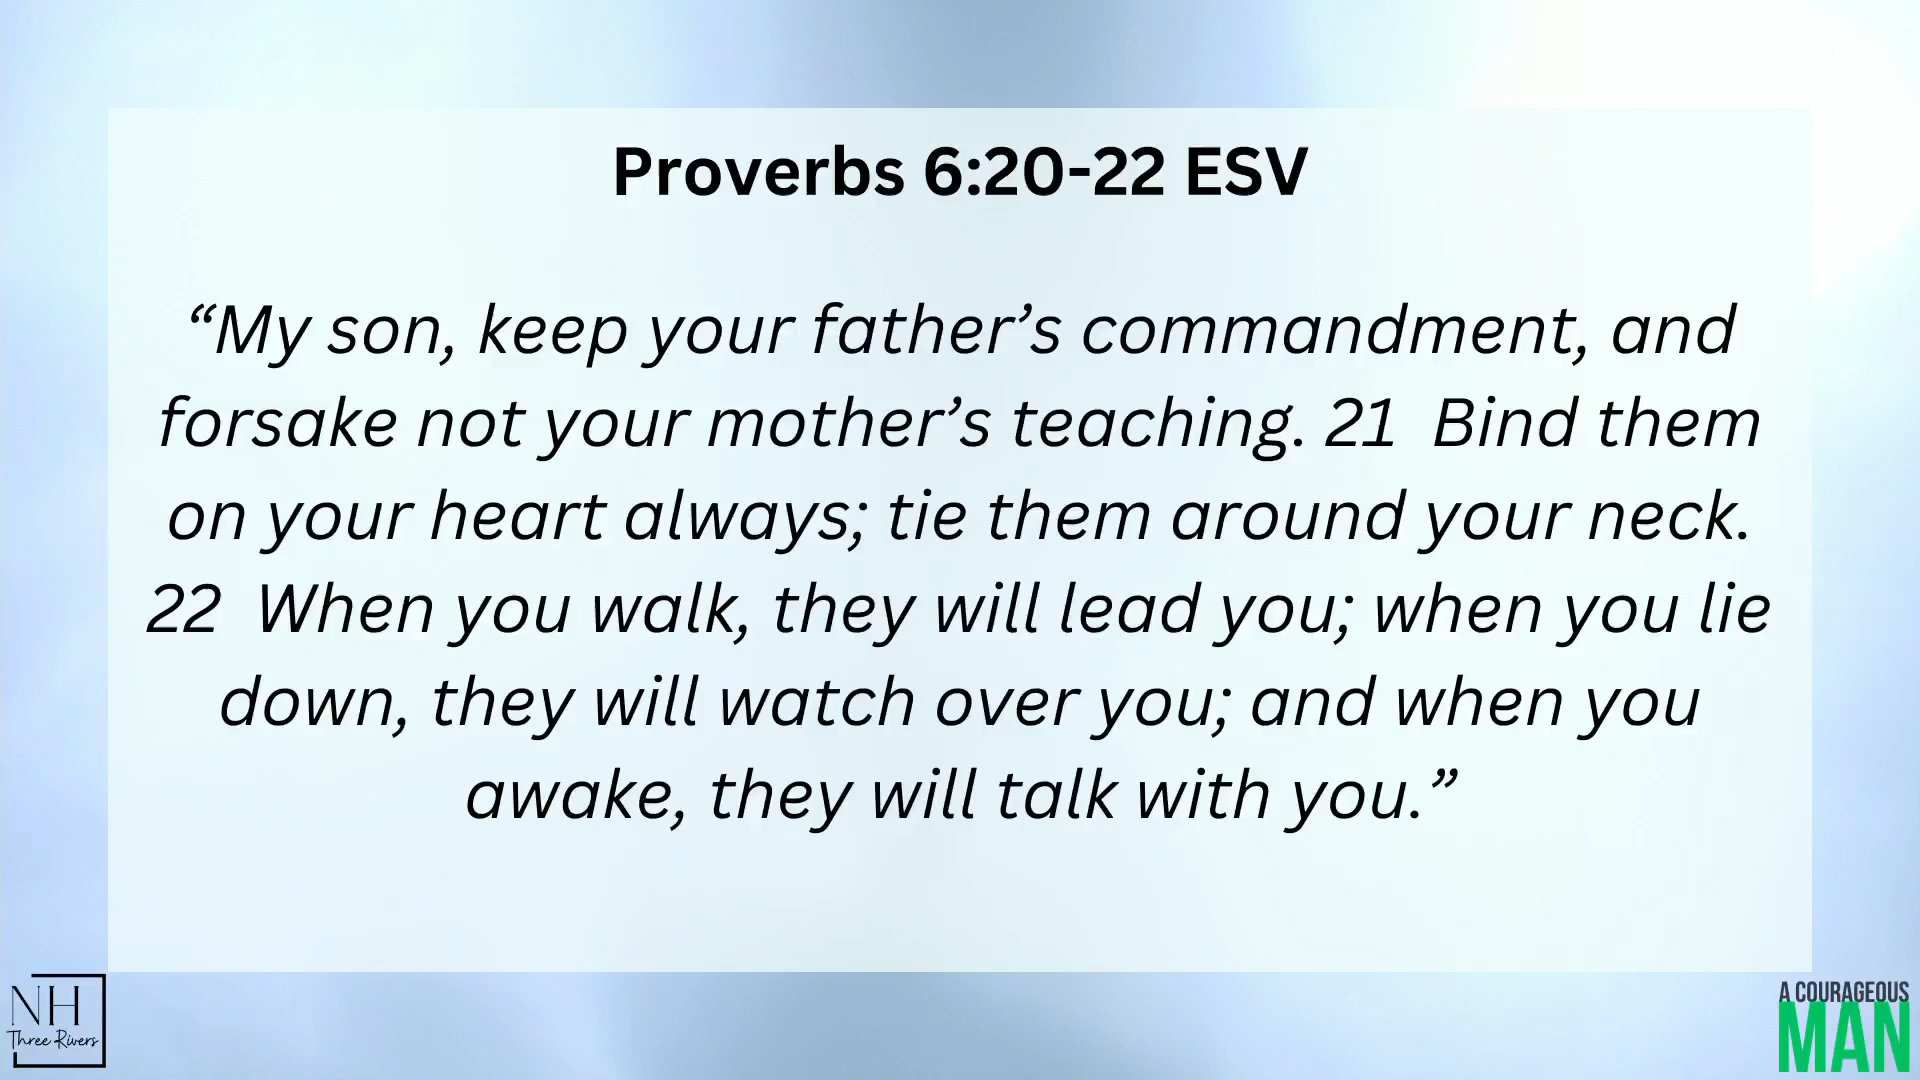 Proverbs 6:20-22 ESV
“My son, keep your father’s commandment, and
forsake not your mother’s teaching. 21  Bind them
on your heart always; tie them around your neck.
22  When you walk, they will lead you; when you lie
down, they will watch over you; and when you
awake, they will talk with you.”
NH
Three Rivers
A COURAGEOUS
MAN